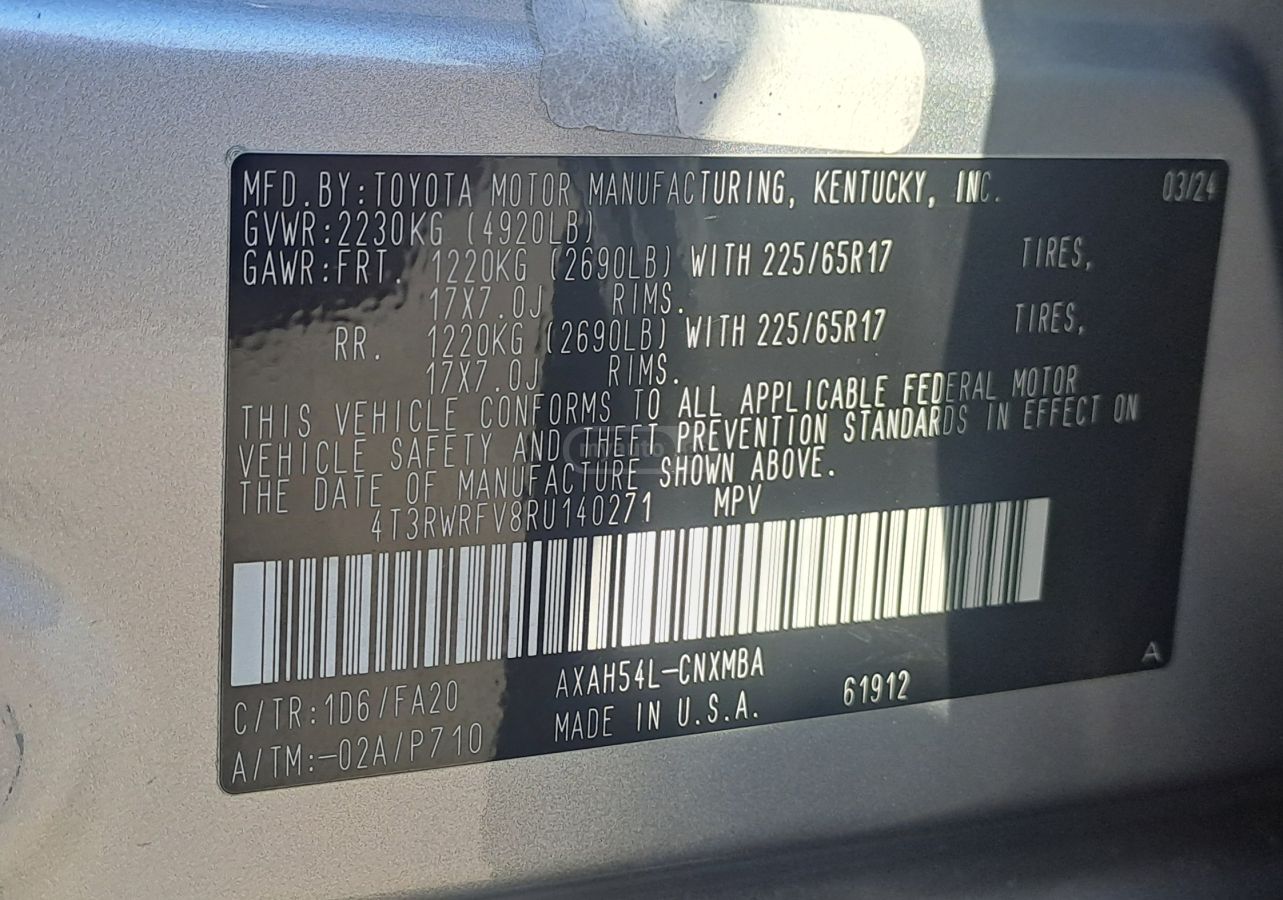 MFD.BY:TOYOTA MOTOR MANUFACTURING, KENTUCKY, INC. 03/24
GVWR:2230KG (4920LB)
GAWR:FRT. 1220KG (2690LB) WITH 225/65R17 TIRES,
17X7.0J RIMS.
RR. 1220KG (2690LB) WITH 225/65R17 TIRES,
17X7.0J RIMS.
THIS VEHICLE CONFORMS TO ALL APPLICABLE FEDERAL MOTOR
VEHICLE SAFETY AND THEFT PREVENTION STANDARDS IN EFFECT ON
THE DATE OF MANUFACTURE SHOWN ABOVE.
4T3RWRFV8RU140271 MPV
C/TR:1D6/FA20 AXAH54L-CNXMBA 61912 A
A/TM:-02A/P710 MADE IN U.S.A.